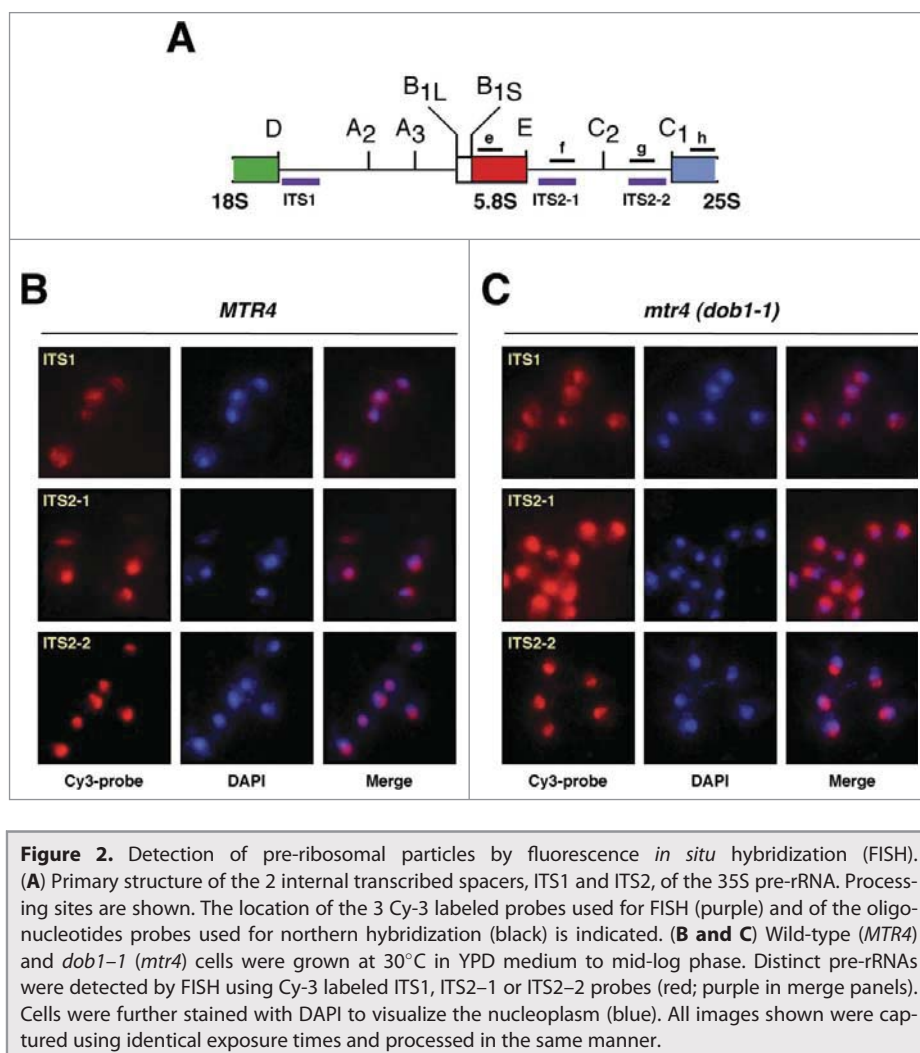 A
D A2 A3 B1L B1S E C2 C1
e f g h
18S ITS1 5.8S ITS2-1 ITS2-2 25S
B
MTR4
ITS1
ITS2-1
ITS2-2
Cy3-probe DAPI Merge
C
mtr4 (dob1-1)
ITS1
ITS2-1
ITS2-2
Cy3-probe DAPI Merge
Figure 2. Detection of pre-ribosomal particles by fluorescence in situ hybridization (FISH).
(A) Primary structure of the 2 internal transcribed spacers, ITS1 and ITS2, of the 35S pre-rRNA. Process-
ing sites are shown. The location of the 3 Cy-3 labeled probes used for FISH (purple) and of the oligo-
nucleotides probes used for northern hybridization (black) is indicated. (B and C) Wild-type (MTR4)
and dob1–1 (mtr4) cells were grown at 30°C in YPD medium to mid-log phase. Distinct pre-rRNAs
were detected by FISH using Cy-3 labeled ITS1, ITS2–1 or ITS2–2 probes (red; purple in merge panels).
Cells were further stained with DAPI to visualize the nucleoplasm (blue). All images shown were cap-
tured using identical exposure times and processed in the same manner.